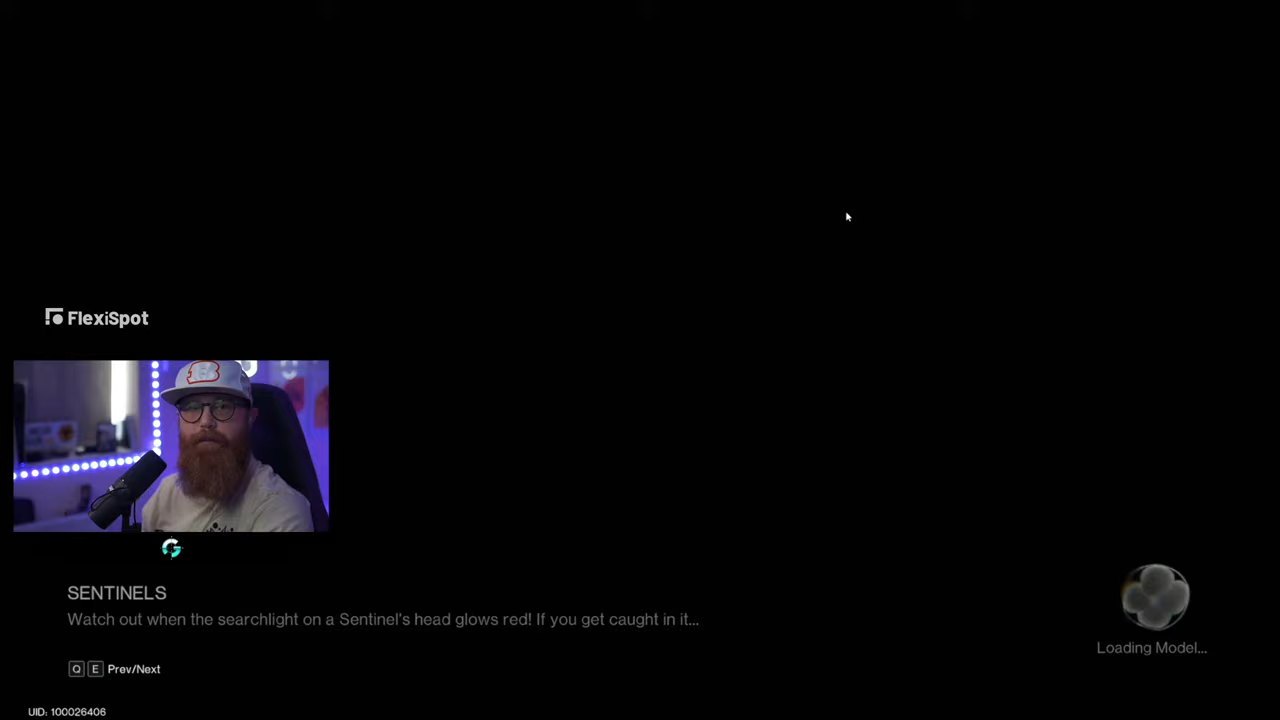 FlexiSpot
SENTINELS
Watch out when the searchlight on a Sentinel's head glows red! If you get caught in it...
Loading Model...
Q E Prev/Next
UID: 100026406